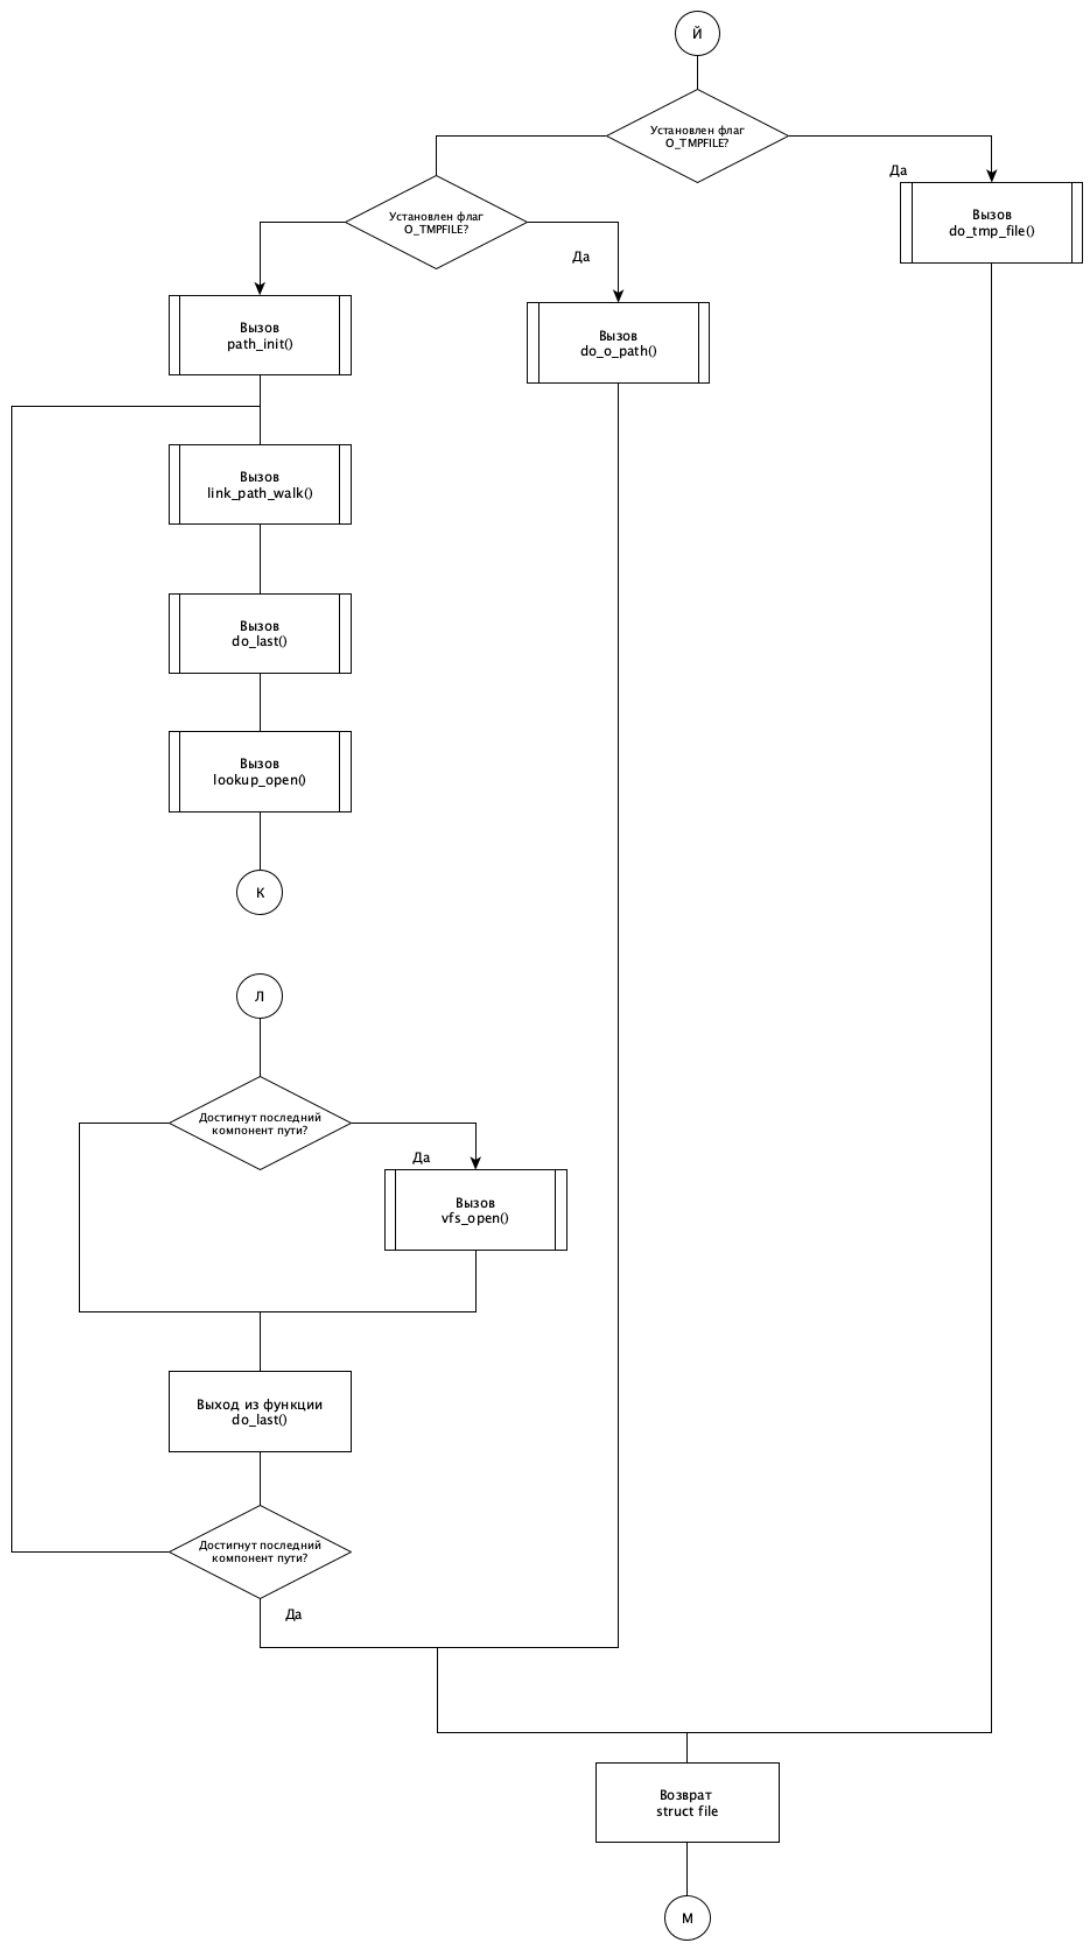 Й
Установлен флаг
O_TMPFILE?
Да
Вызов
do_tmp_file()
Установлен флаг
O_TMPFILE?
Да
Вызов
path_init()
Вызов
do_o_path()
Вызов
link_path_walk()
Вызов
do_last()
Вызов
lookup_open()
К
Л
Достигнут последний
компонент пути?
Да
Вызов
vfs_open()
Выход из функции
do_last()
Достигнут последний
компонент пути?
Да
Возврат
struct file
М